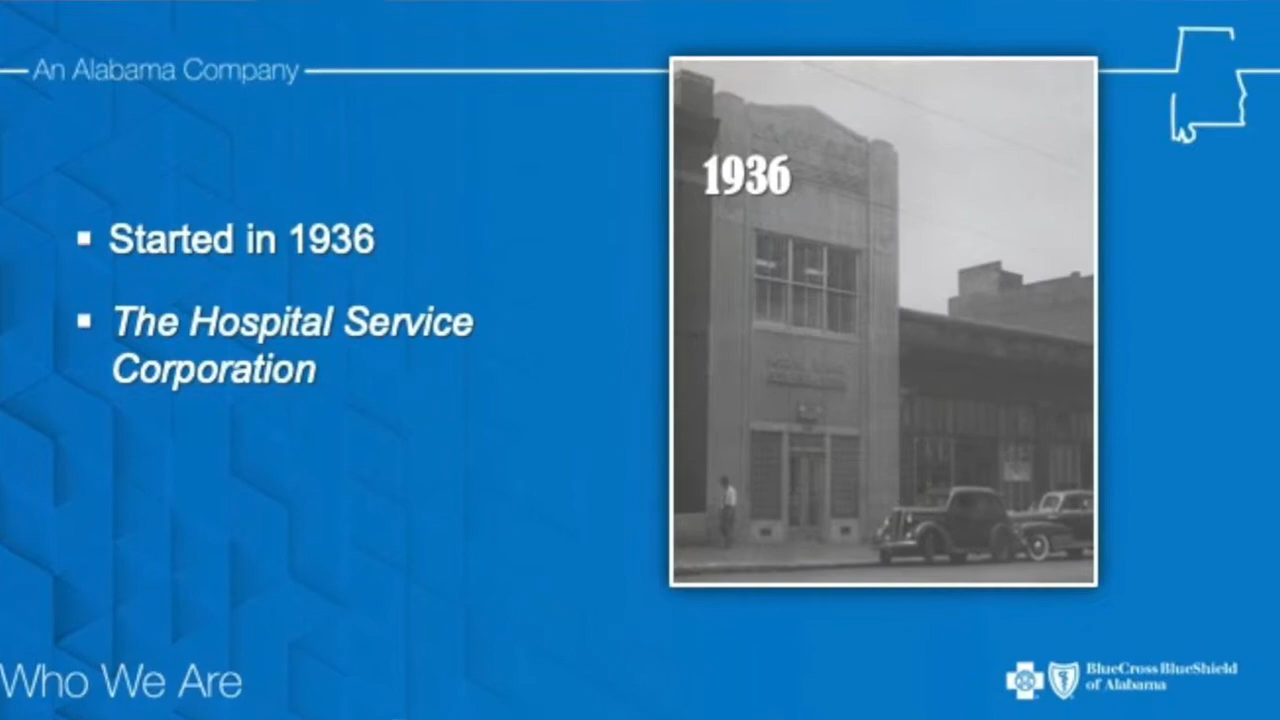 An Alabama Company
1936
Started in 1936
The Hospital Service
Corporation
Who We Are
BlueCross BlueShield
of Alabama